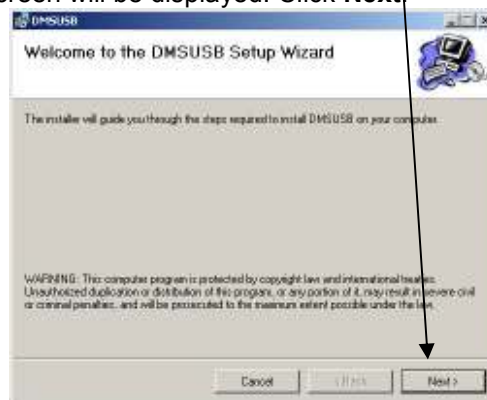 screen will be displayed. Click Next.
DMSUSB
Welcome to the DMSUSB Setup Wizard
The installer will guide you through the steps required to install DMSUSB on your computer.
WARNING: This computer program is protected by copyright law and international treaties.
Unauthorized duplication or distribution of this program, or any portion of it, may result in severe civil
or criminal penalties, and will be prosecuted to the maximum extent possible under the law.
Cancel
< Back
Next >